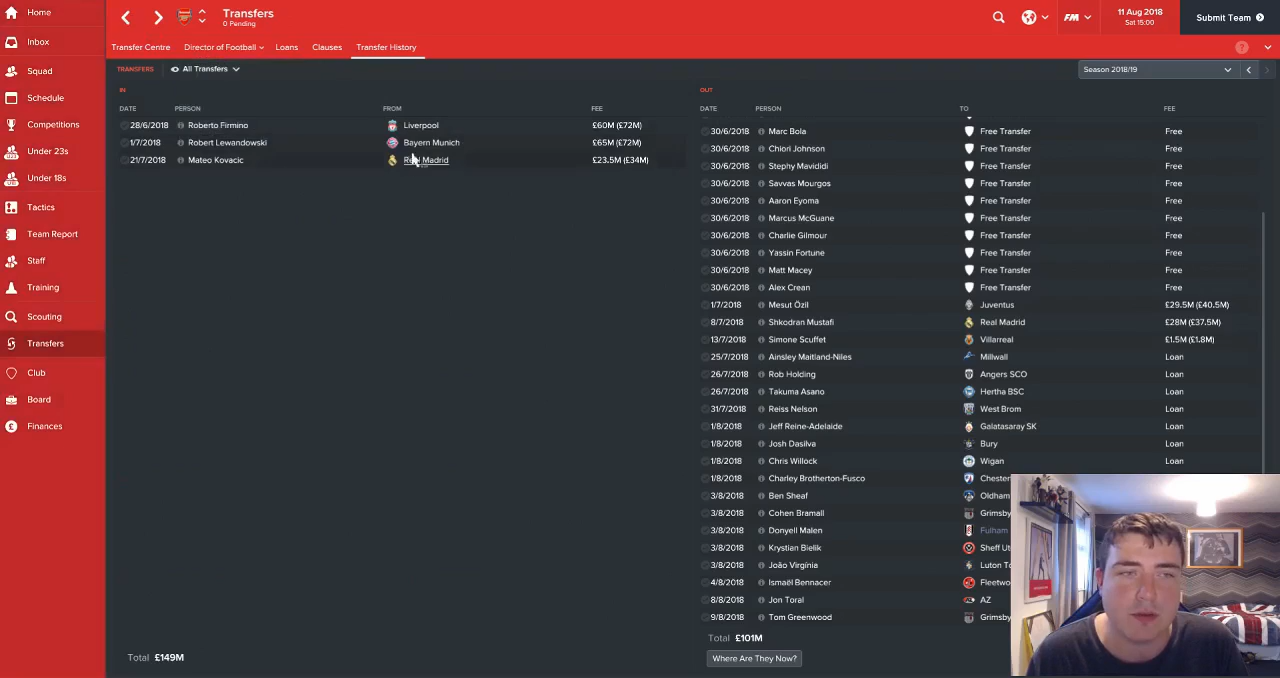 Home
Inbox
Squad
Schedule
Competitions
Under 23s
Under 18s
Tactics
Team Report
Staff
Training
Scouting
Transfers
Club
Board
Finances
Transfers
0 Pending
FM
11 Aug 2018
Sat 15:00
Submit Team
Transfer Centre Director of Football Loans Clauses Transfer History
?
TRANSFERS All Transfers
Season 2018/19
IN
DATE PERSON FROM FEE
28/6/2018 Roberto Firmino Liverpool £60M (£72M)
1/7/2018 Robert Lewandowski Bayern Munich £65M (£72M)
21/7/2018 Mateo Kovacic Real Madrid £23.5M (£34M)
Total £149M
OUT
DATE PERSON TO FEE
30/6/2018 Marc Bola Free Transfer Free
30/6/2018 Chiori Johnson Free Transfer Free
30/6/2018 Stephy Mavididi Free Transfer Free
30/6/2018 Savvas Mourgos Free Transfer Free
30/6/2018 Aaron Eyoma Free Transfer Free
30/6/2018 Marcus McGuane Free Transfer Free
30/6/2018 Charlie Gilmour Free Transfer Free
30/6/2018 Yassin Fortune Free Transfer Free
30/6/2018 Matt Macey Free Transfer Free
30/6/2018 Alex Crean Free Transfer Free
1/7/2018 Mesut Özil Juventus £29.5M (£40.5M)
8/7/2018 Shkodran Mustafi Real Madrid £28M (£37.5M)
13/7/2018 Simone Scuffet Villarreal £1.5M (£1.8M)
25/7/2018 Ainsley Maitland-Niles Millwall Loan
26/7/2018 Rob Holding Angers SCO Loan
26/7/2018 Takuma Asano Hertha BSC Loan
31/7/2018 Reiss Nelson West Brom Loan
1/8/2018 Jeff Reine-Adelaide Galatasaray SK Loan
1/8/2018 Josh Dasilva Bury Loan
1/8/2018 Chris Willock Wigan Loan
1/8/2018 Charley Brotherton-Fusco Chester
3/8/2018 Ben Sheaf Oldham
3/8/2018 Cohen Bramall Grimsby
3/8/2018 Donyell Malen Fulham
3/8/2018 Krystian Bielik Sheff Ut
3/8/2018 João Virgínia Luton To
4/8/2018 Ismaël Bennacer Fleetwo
8/8/2018 Jon Toral AZ
9/8/2018 Tom Greenwood Grimsby
Total £101M
Where Are They Now?